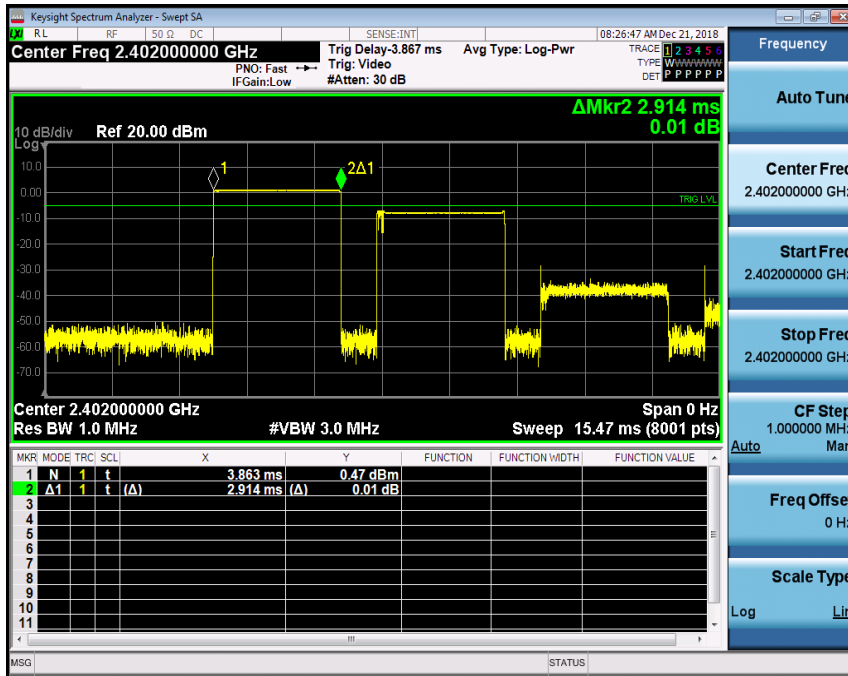 Keysight Spectrum Analyzer - Swept SA
LXI RL RF 50 Ω DC SENSE:INT 08:26:47 AM Dec 21, 2018
Center Freq 2.402000000 GHz Trig Delay-3.867 ms Avg Type: Log-Pwr TRACE 1 2 3 4 5 6
PNO: Fast Trig: Video TYPE WWWWWW
IFGain:Low #Atten: 30 dB DET P P P P P P
ΔMkr2 2.914 ms
0.01 dB
10 dB/div Ref 20.00 dBm
Log
10.0
0.00
-10.0
-20.0
-30.0
-40.0
-50.0
-60.0
-70.0
1
2Δ1
TRIG LVL
Center 2.402000000 GHz Span 0 Hz
Res BW 1.0 MHz #VBW 3.0 MHz Sweep 15.47 ms (8001 pts)
MKR MODE TRC SCL X Y FUNCTION FUNCTION WIDTH FUNCTION VALUE
1 N 1 t 3.863 ms 0.47 dBm
2 Δ1 1 t (Δ) 2.914 ms (Δ) 0.01 dB
3
4
5
6
7
8
9
10
11
MSG STATUS
Frequency
Auto Tune
Center Freq
2.402000000 GHz
Start Freq
2.402000000 GHz
Stop Freq
2.402000000 GHz
CF Step
1.000000 MHz
Auto Man
Freq Offset
0 Hz
Scale Type
Log Lin